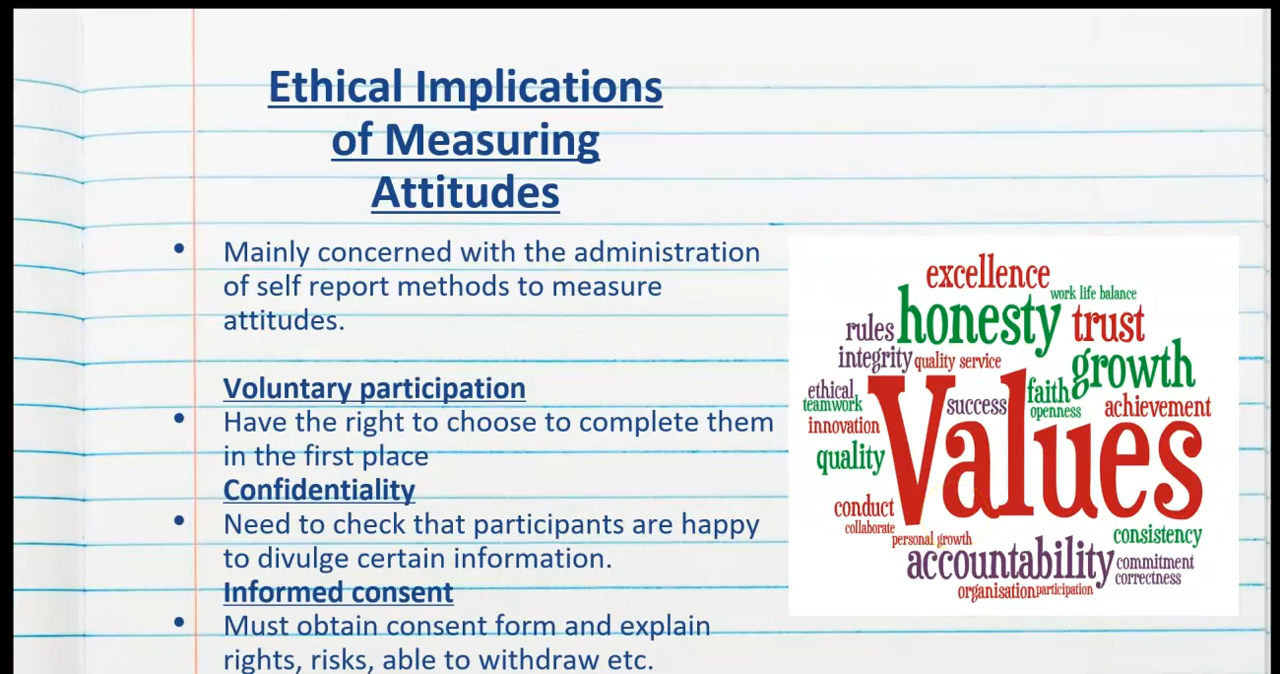 Ethical Implications
of Measuring
Attitudes
• Mainly concerned with the administration
of self report methods to measure
attitudes.
Voluntary participation
• Have the right to choose to complete them
in the first place
Confidentiality
• Need to check that participants are happy
to divulge certain information.
Informed consent
• Must obtain consent form and explain
rights, risks, able to withdraw etc.
excellence
work life balance
rules honesty trust
integrity quality service growth
ethical
teamwork
success
faith
openness
achievement
innovation
Values
quality
conduct
collaborate
personal growth
consistency
accountability
commitment
correctness
organisation participation